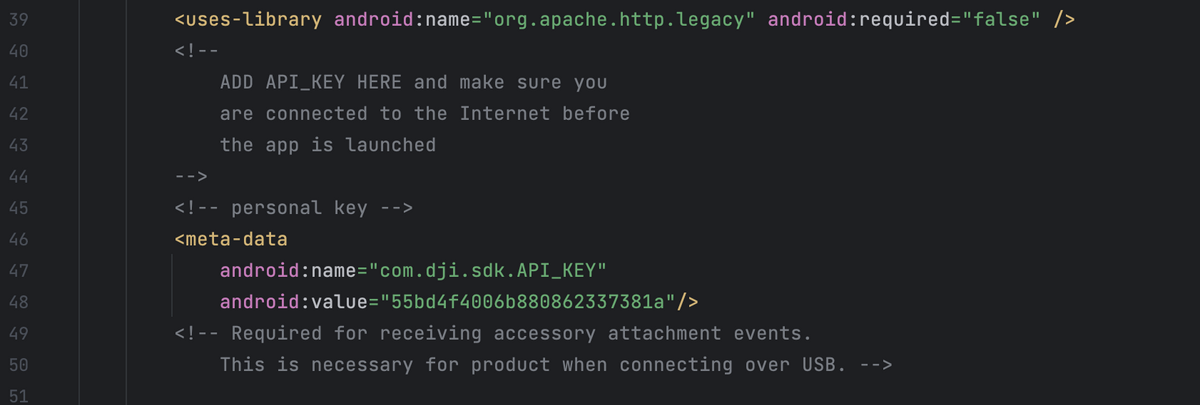 39 <uses-library android:name="org.apache.http.legacy" android:required="false" />
40 <!--
41 ADD API_KEY HERE and make sure you
42 are connected to the Internet before
43 the app is launched
44 -->
45 <!-- personal key -->
46 <meta-data
47 android:name="com.dji.sdk.API_KEY"
48 android:value="55bd4f4006b880862337381a"/>
49 <!-- Required for receiving accessory attachment events.
50 This is necessary for product when connecting over USB. -->
51